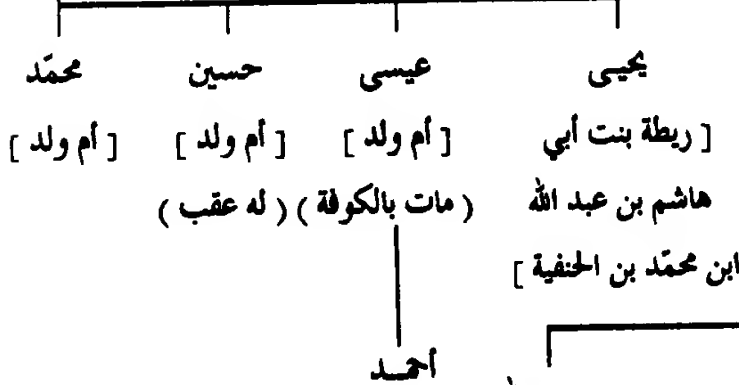 يحيى عيسى حسين محمّد
[ ريطة بنت أبي [ أم ولد ] [ أم ولد ] [ أم ولد ]
هاشم بن عبد الله ( مات بالكوفة ) ( له عقب )
ابن محمّد بن الحنفية ]
أحمد